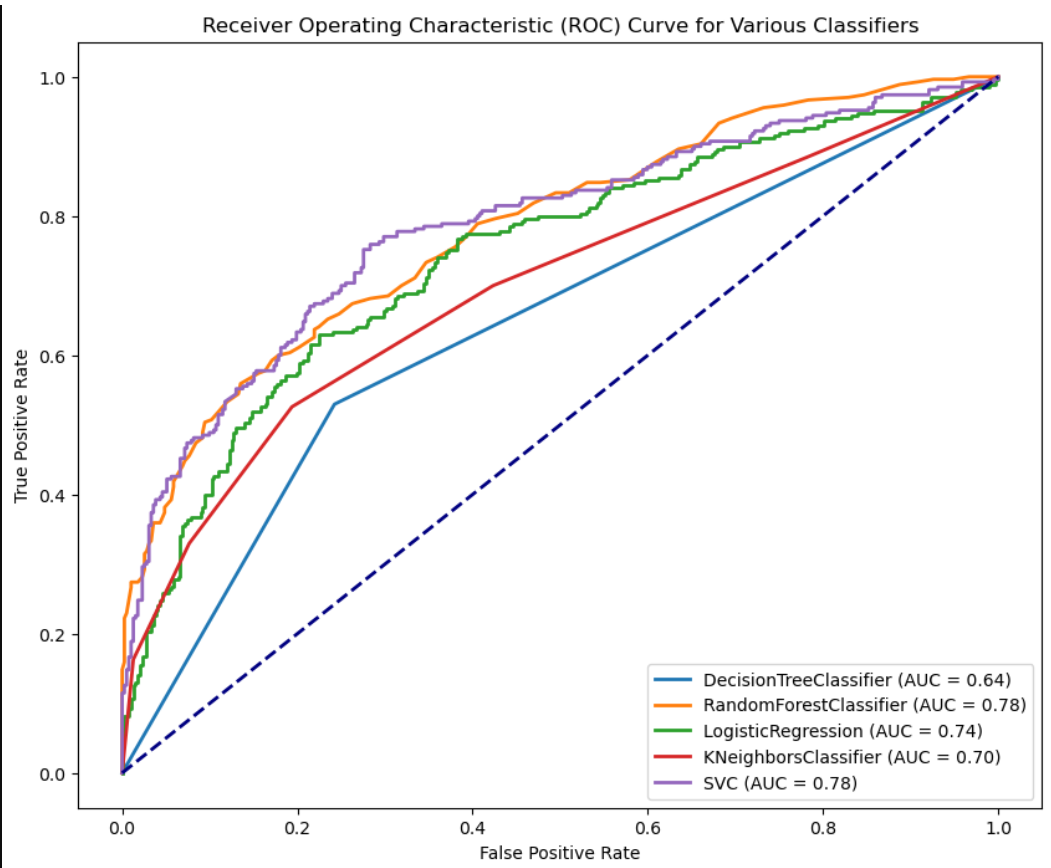 Receiver Operating Characteristic (ROC) Curve for Various Classifiers
True Positive Rate
1.0
0.8
0.6
0.4
0.2
0.0
DecisionTreeClassifier (AUC = 0.64)
RandomForestClassifier (AUC = 0.78)
LogisticRegression (AUC = 0.74)
KNeighborsClassifier (AUC = 0.70)
SVC (AUC = 0.78)
0.0 0.2 0.4 0.6 0.8 1.0
False Positive Rate